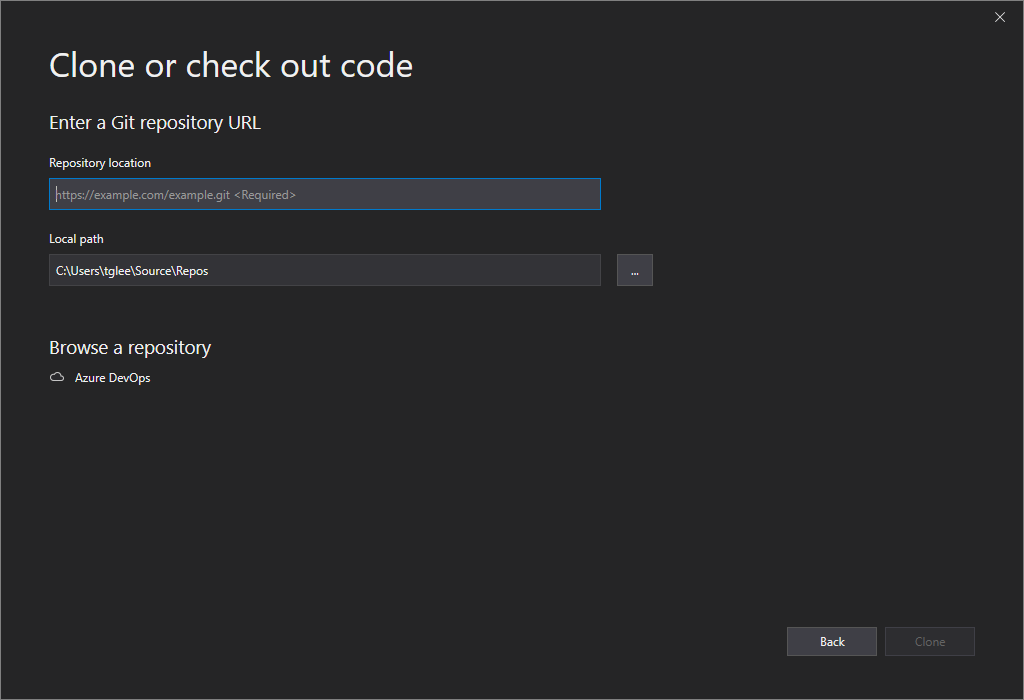 Clone or check out code
Enter a Git repository URL
Repository location
https://example.com/example.git <Required>
Local path
C:\Users\tglee\Source\Repos
...
Browse a repository
Azure DevOps
Back
Clone